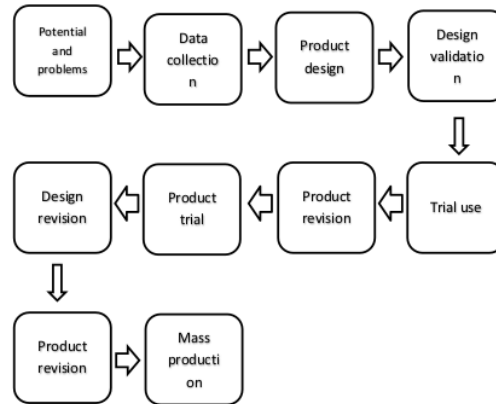 Potential
and
problems
Data
collectio
n
Product
design
Design
validatio
n
Trial use
Product
revision
Product
trial
Design
revision
Product
revision
Mass
producti
on